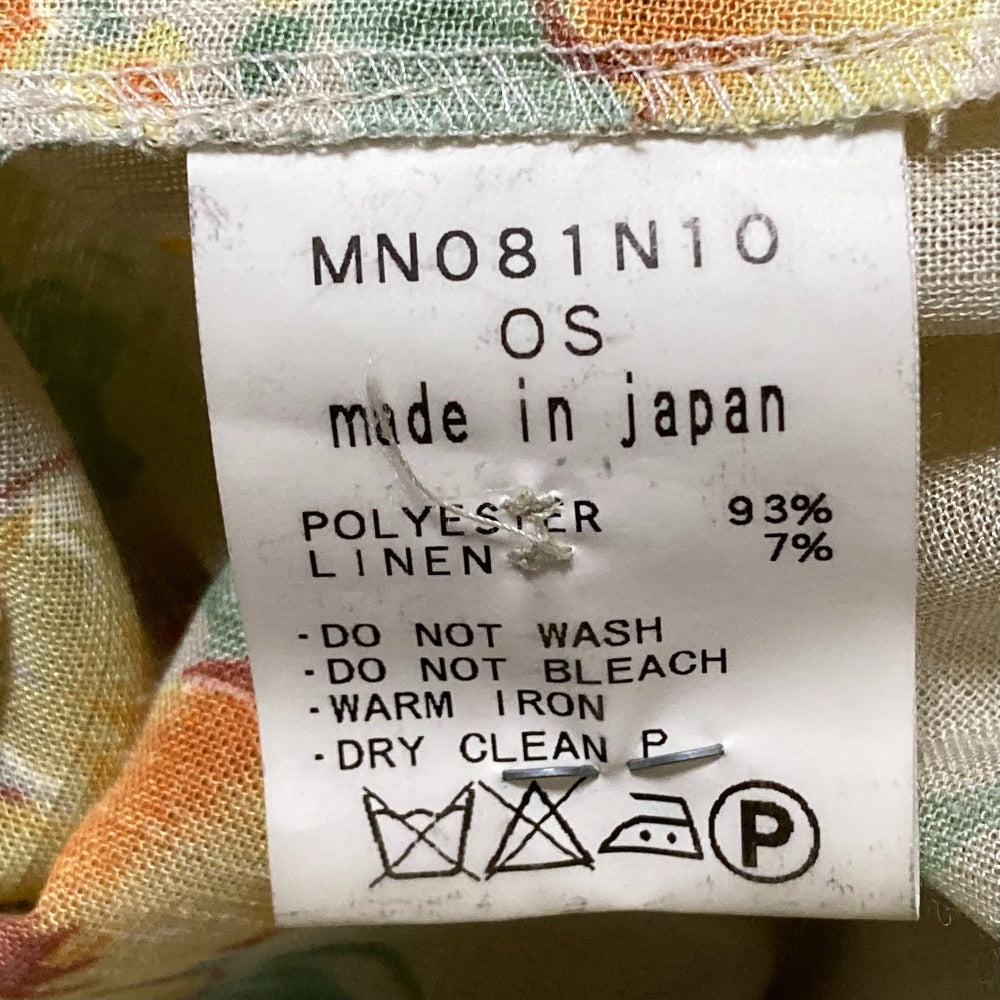 MN081N10
OS
made in japan
POLYESTER 93%
LINEN 7%
·DO NOT WASH
·DO NOT BLEACH
·WARM IRON
·DRY CLEAN P
P